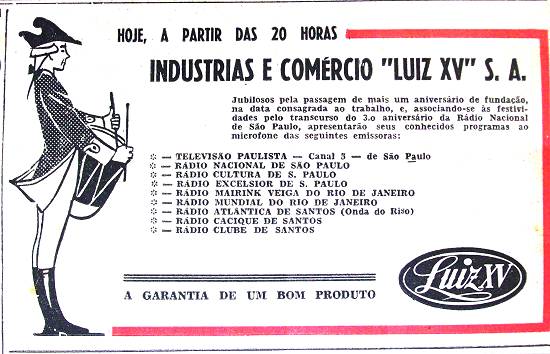 HOJE, A PARTIR DAS 20 HORAS
INDUSTRIAS E COMÉRCIO "LUIZ XV" S. A.
Jubilosos pela passagem de mais um aniversário de fundação,
na data consagrada ao trabalho, e, associando-se às festivi-
dades pelo transcurso do 3.o aniversário da Rádio Nacional
de São Paulo, apresentarão seus conhecidos programas ao
microfone das seguintes emissoras:
— TELEVISÃO PAULISTA — Canal 5 — de São Paulo
— RÁDIO NACIONAL DE SÃO PAULO
— RÁDIO CULTURA DE S. PAULO
— RÁDIO EXCELSIOR DE S. PAULO
— RÁDIO MAIRINK VEIGA DO RIO DE JANEIRO
— RÁDIO MUNDIAL DO RIO DE JANEIRO
— RÁDIO ATLÂNTICA DE SANTOS (Onda do Riso)
— RÁDIO CACIQUE DE SANTOS
— RÁDIO CLUBE DE SANTOS
A GARANTIA DE UM BOM PRODUTO
Luiz XV